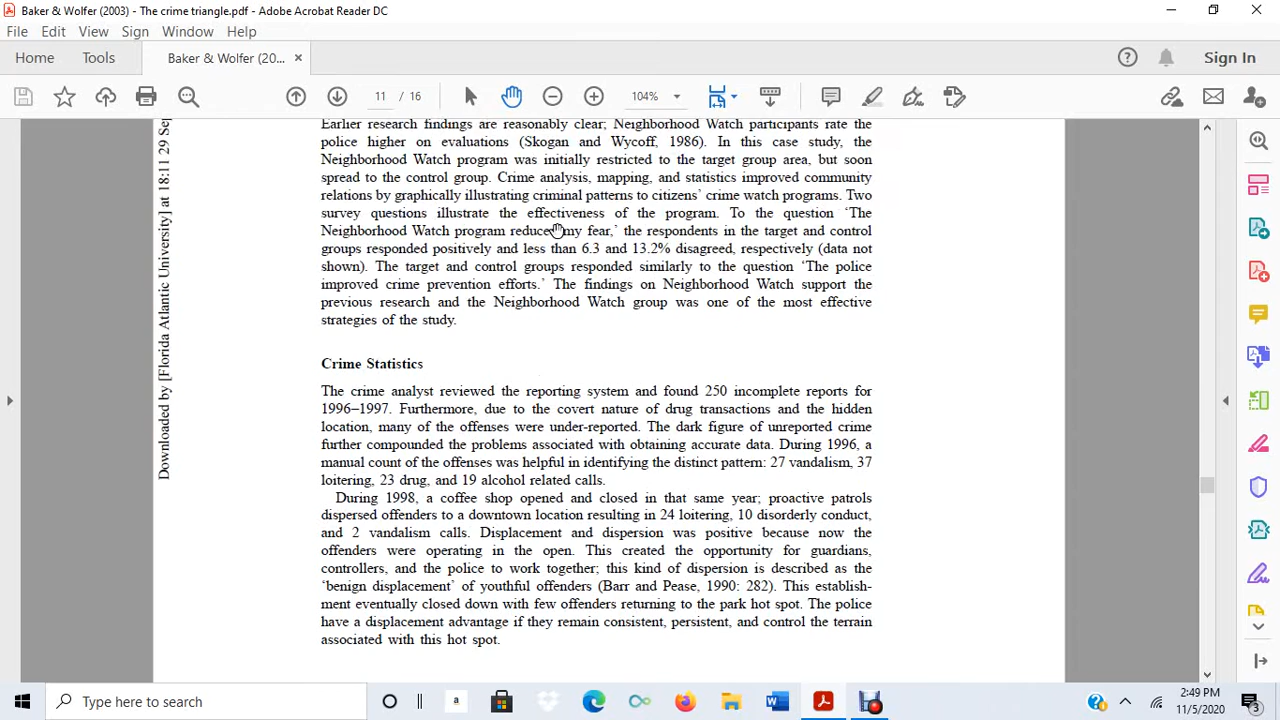 Baker & Wolfer (2003) - The crime triangle.pdf - Adobe Acrobat Reader DC
File Edit View Sign Window Help
Home Tools Baker & Wolfer (20... × Sign In
11 / 16 104%
Downloaded by [Florida Atlantic University] at 18:11 29 Sep
Earlier research findings are reasonably clear; Neighborhood Watch participants rate the
police higher on evaluations (Skogan and Wycoff, 1986). In this case study, the
Neighborhood Watch program was initially restricted to the target group area, but soon
spread to the control group. Crime analysis, mapping, and statistics improved community
relations by graphically illustrating criminal patterns to citizens’ crime watch programs. Two
survey questions illustrate the effectiveness of the program. To the question ‘The
Neighborhood Watch program reduced my fear,’ the respondents in the target and control
groups responded positively and less than 6.3 and 13.2% disagreed, respectively (data not
shown). The target and control groups responded similarly to the question ‘The police
improved crime prevention efforts.’ The findings on Neighborhood Watch support the
previous research and the Neighborhood Watch group was one of the most effective
strategies of the study.
Crime Statistics
The crime analyst reviewed the reporting system and found 250 incomplete reports for
1996–1997. Furthermore, due to the covert nature of drug transactions and the hidden
location, many of the offenses were under-reported. The dark figure of unreported crime
further compounded the problems associated with obtaining accurate data. During 1996, a
manual count of the offenses was helpful in identifying the distinct pattern: 27 vandalism, 37
loitering, 23 drug, and 19 alcohol related calls.
During 1998, a coffee shop opened and closed in that same year; proactive patrols
dispersed offenders to a downtown location resulting in 24 loitering, 10 disorderly conduct,
and 2 vandalism calls. Displacement and dispersion was positive because now the
offenders were operating in the open. This created the opportunity for guardians,
controllers, and the police to work together; this kind of dispersion is described as the
‘benign displacement’ of youthful offenders (Barr and Pease, 1990: 282). This establish-
ment eventually closed down with few offenders returning to the park hot spot. The police
have a displacement advantage if they remain consistent, persistent, and control the terrain
associated with this hot spot.
Type here to search
2:49 PM
11/5/2020
3